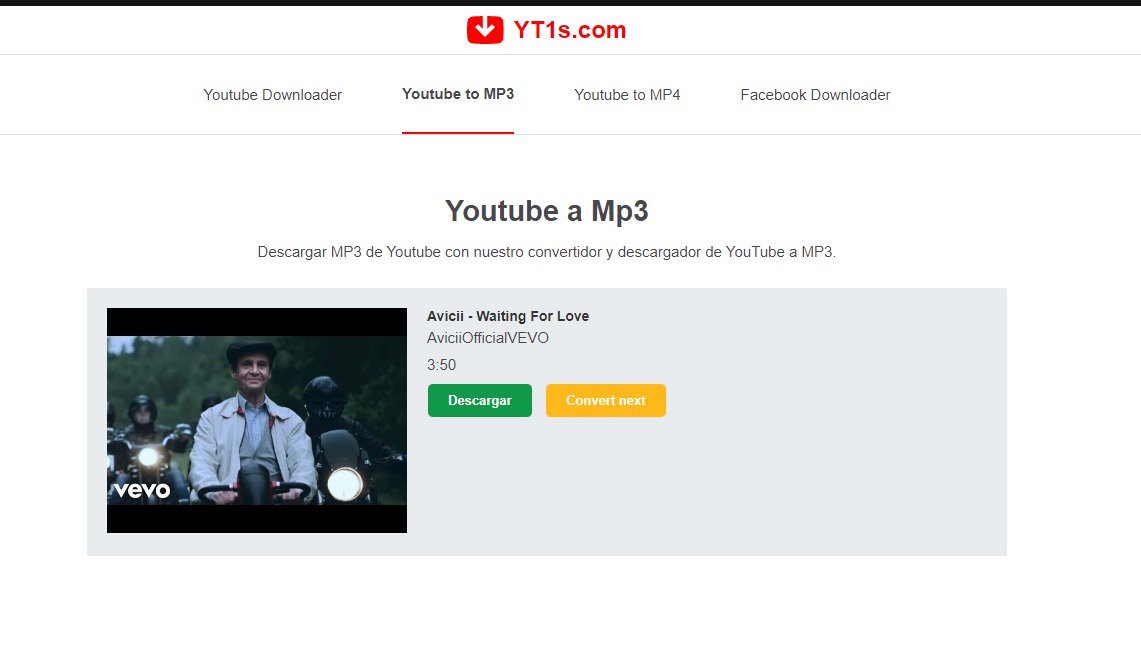 YT1s.com
Youtube Downloader Youtube to MP3 Youtube to MP4 Facebook Downloader
Youtube a Mp3
Descargar MP3 de Youtube con nuestro convertidor y descargador de YouTube a MP3.
Avicii - Waiting For Love
AviciiOfficialVEVO
3:50
Descargar Convert next
vevo